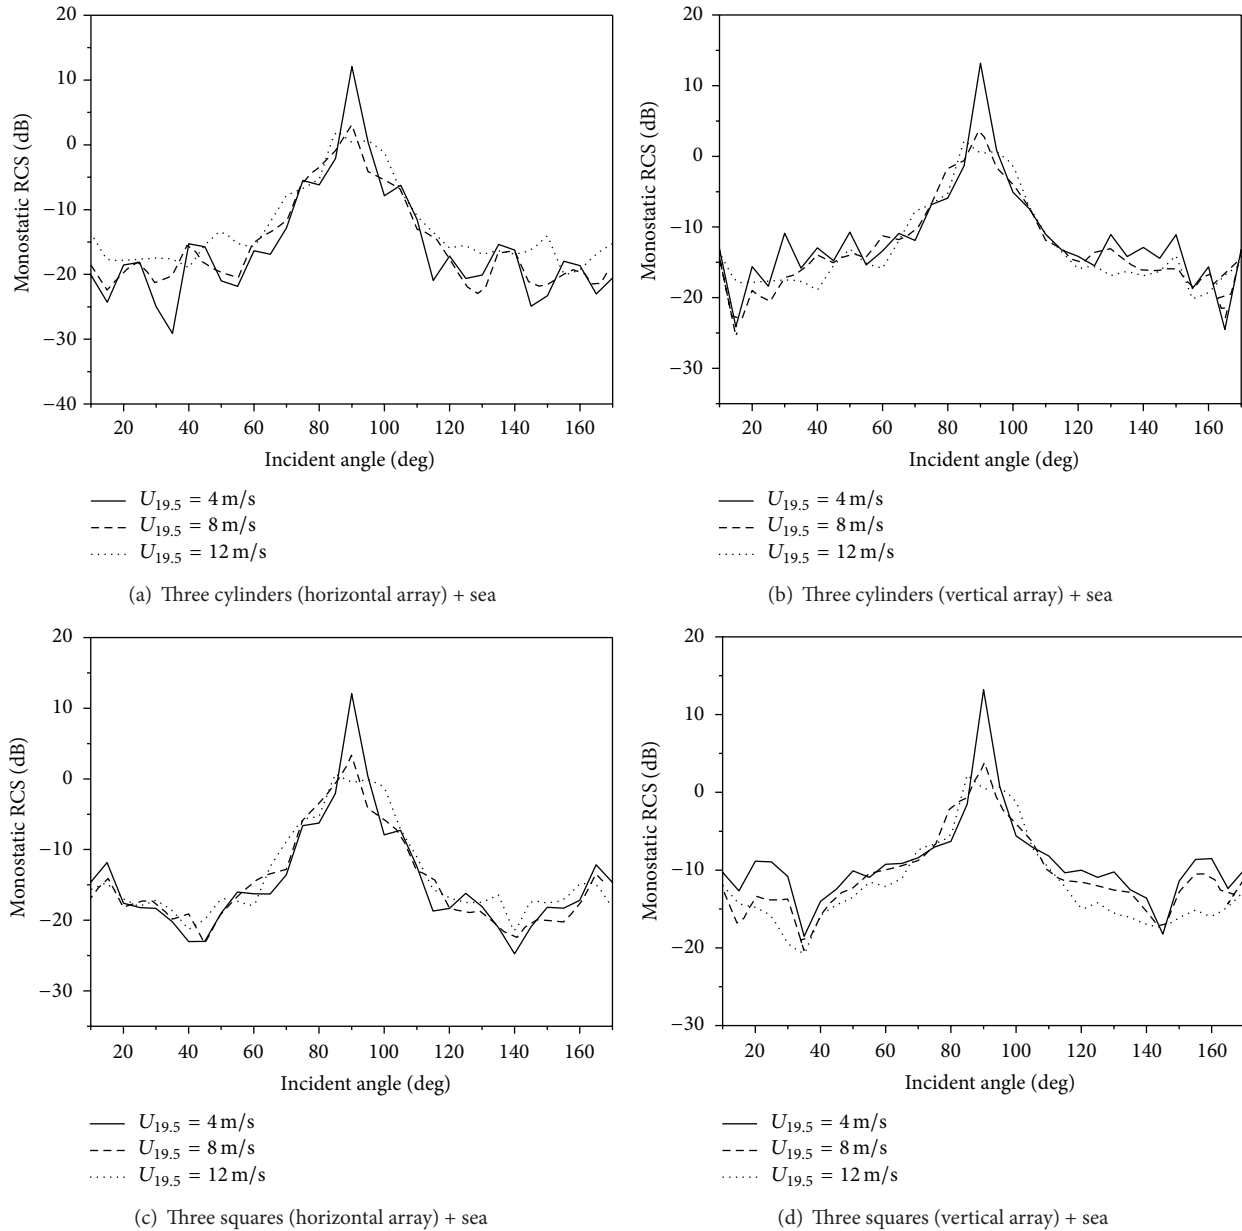 20
10
0
−10
−20
−30
−40
Monostatic RCS (dB)
20 40 60 80 100 120 140 160
Incident angle (deg)
U19.5 = 4 m/s
U19.5 = 8 m/s
U19.5 = 12 m/s
(a) Three cylinders (horizontal array) + sea
20
10
0
−10
−20
−30
Monostatic RCS (dB)
20 40 60 80 100 120 140 160
Incident angle (deg)
U19.5 = 4 m/s
U19.5 = 8 m/s
U19.5 = 12 m/s
(b) Three cylinders (vertical array) + sea
20
10
0
−10
−20
−30
Monostatic RCS (dB)
20 40 60 80 100 120 140 160
Incident angle (deg)
U19.5 = 4 m/s
U19.5 = 8 m/s
U19.5 = 12 m/s
(c) Three squares (horizontal array) + sea
20
10
0
−10
−20
−30
Monostatic RCS (dB)
20 40 60 80 100 120 140 160
Incident angle (deg)
U19.5 = 4 m/s
U19.5 = 8 m/s
U19.5 = 12 m/s
(d) Three squares (vertical array) + sea